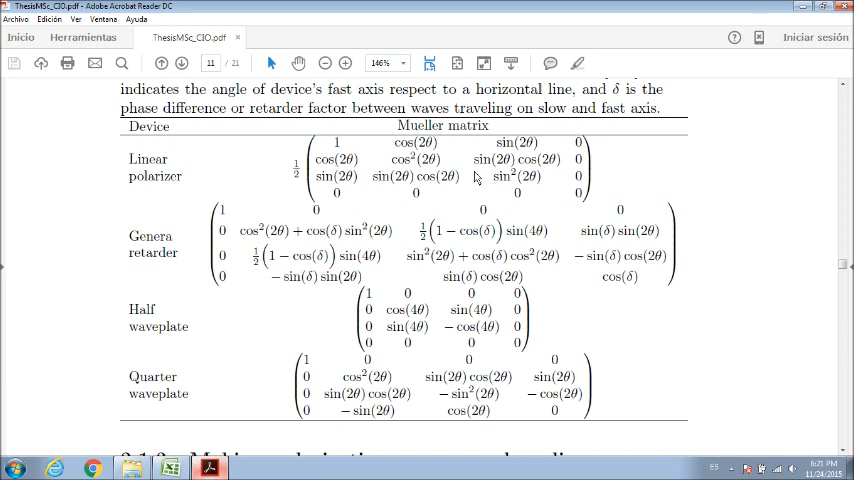 ThesisMSc_CIO.pdf - Adobe Acrobat Reader DC
Archivo Edición Ver Ventana Ayuda
Inicio Herramientas ThesisMSc_CIO.pdf × Iniciar sesión
11 / 21 146%
indicates the angle of device's fast axis respect to a horizontal line, and δ is the
phase difference or retarder factor between waves traveling on slow and fast axis.
Device Mueller matrix
Linear polarizer
1/2
1 cos(2θ) sin(2θ) 0
cos(2θ) cos²(2θ) sin(2θ) cos(2θ) 0
sin(2θ) sin(2θ) cos(2θ) sin²(2θ) 0
0 0 0 0
Genera retarder
1 0 0 0
0 cos²(2θ) + cos(δ) sin²(2θ) 1/2(1 − cos(δ)) sin(4θ) sin(δ) sin(2θ)
0 1/2(1 − cos(δ)) sin(4θ) sin²(2θ) + cos(δ) cos²(2θ) − sin(δ) cos(2θ)
0 − sin(δ) sin(2θ) sin(δ) cos(2θ) cos(δ)
Half waveplate
1 0 0 0
0 cos(4θ) sin(4θ) 0
0 sin(4θ) − cos(4θ) 0
0 0 0 0
Quarter waveplate
1 0 0 0
0 cos²(2θ) sin(2θ) cos(2θ) sin(2θ)
0 sin(2θ) cos(2θ) − sin²(2θ) − cos(2θ)
0 − sin(2θ) cos(2θ) 0
ES 6:21 PM
11/24/2015